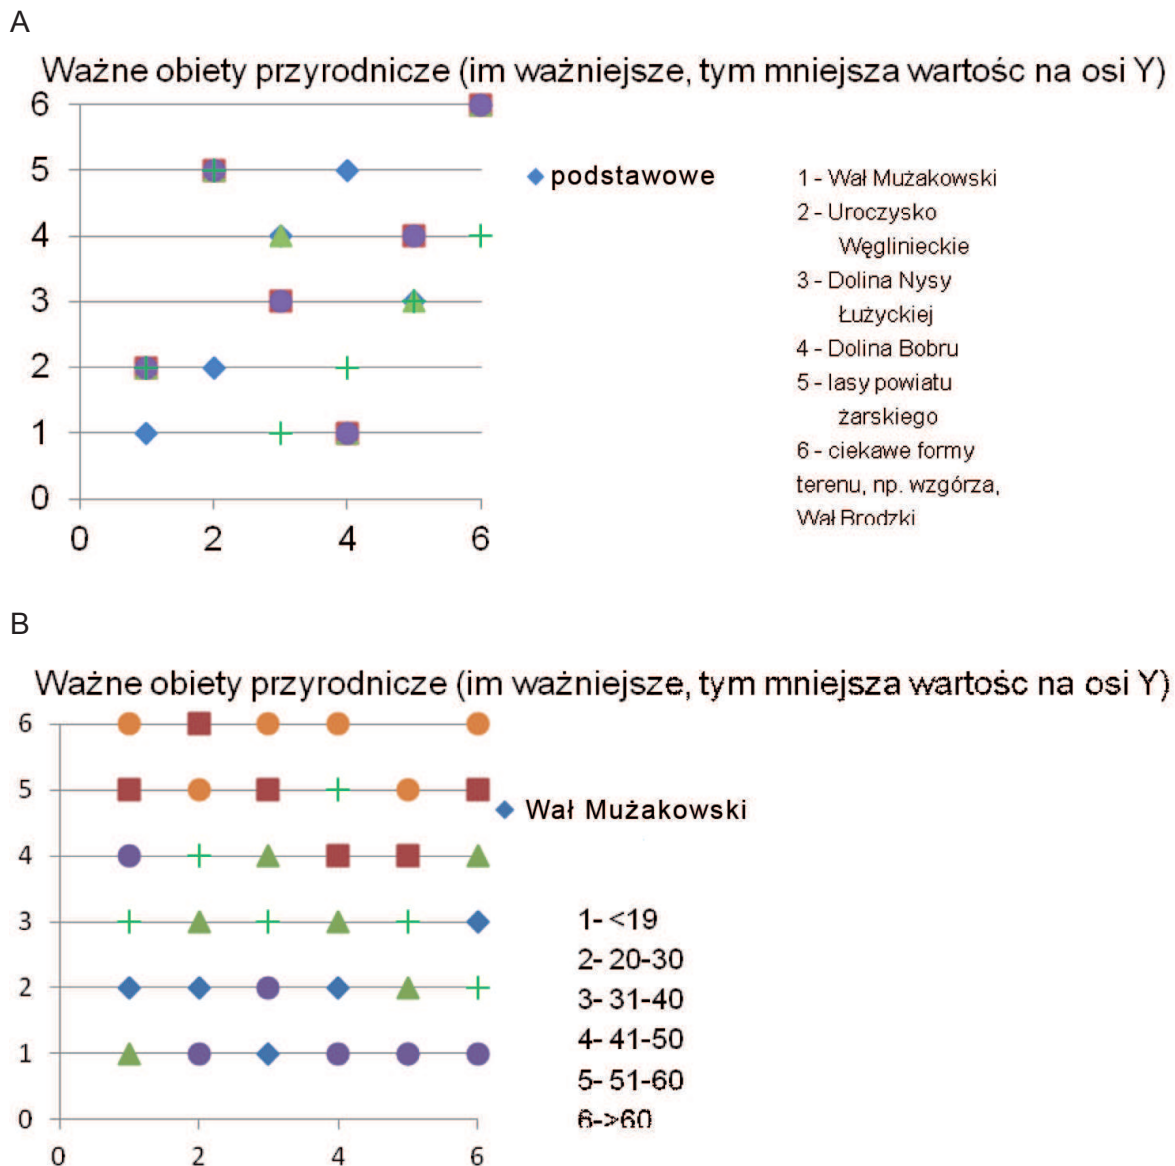 A
Ważne obiety przyrodnicze (im ważniejsze, tym mniejsza wartośc na osi Y)
6
5
4
3
2
1
0
0 2 4 6
podstawowe
1 - Wał Mużakowski
2 - Uroczysko
Węglinieckie
3 - Dolina Nysy
Łużyckiej
4 - Dolina Bobru
5 - lasy powiatu
żarskiego
6 - ciekawe formy
terenu, np. wzgórza,
Wał Brodzki
B
Ważne obiety przyrodnicze (im ważniejsze, tym mniejsza wartośc na osi Y)
6
5
4
3
2
1
0
0 2 4 6
Wał Mużakowski
1- <19
2- 20-30
3- 31-40
4- 41-50
5- 51-60
6->60